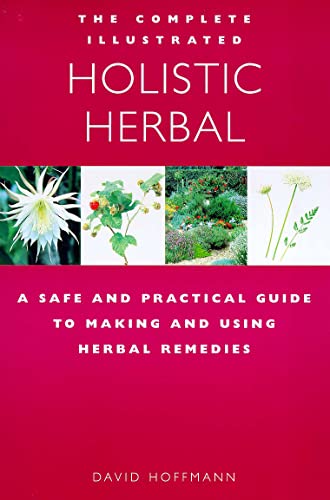 THE COMPLETE
ILLUSTRATED
HOLISTIC
HERBAL
A SAFE AND PRACTICAL GUIDE
TO MAKING AND USING
HERBAL REMEDIES
DAVID HOFFMANN